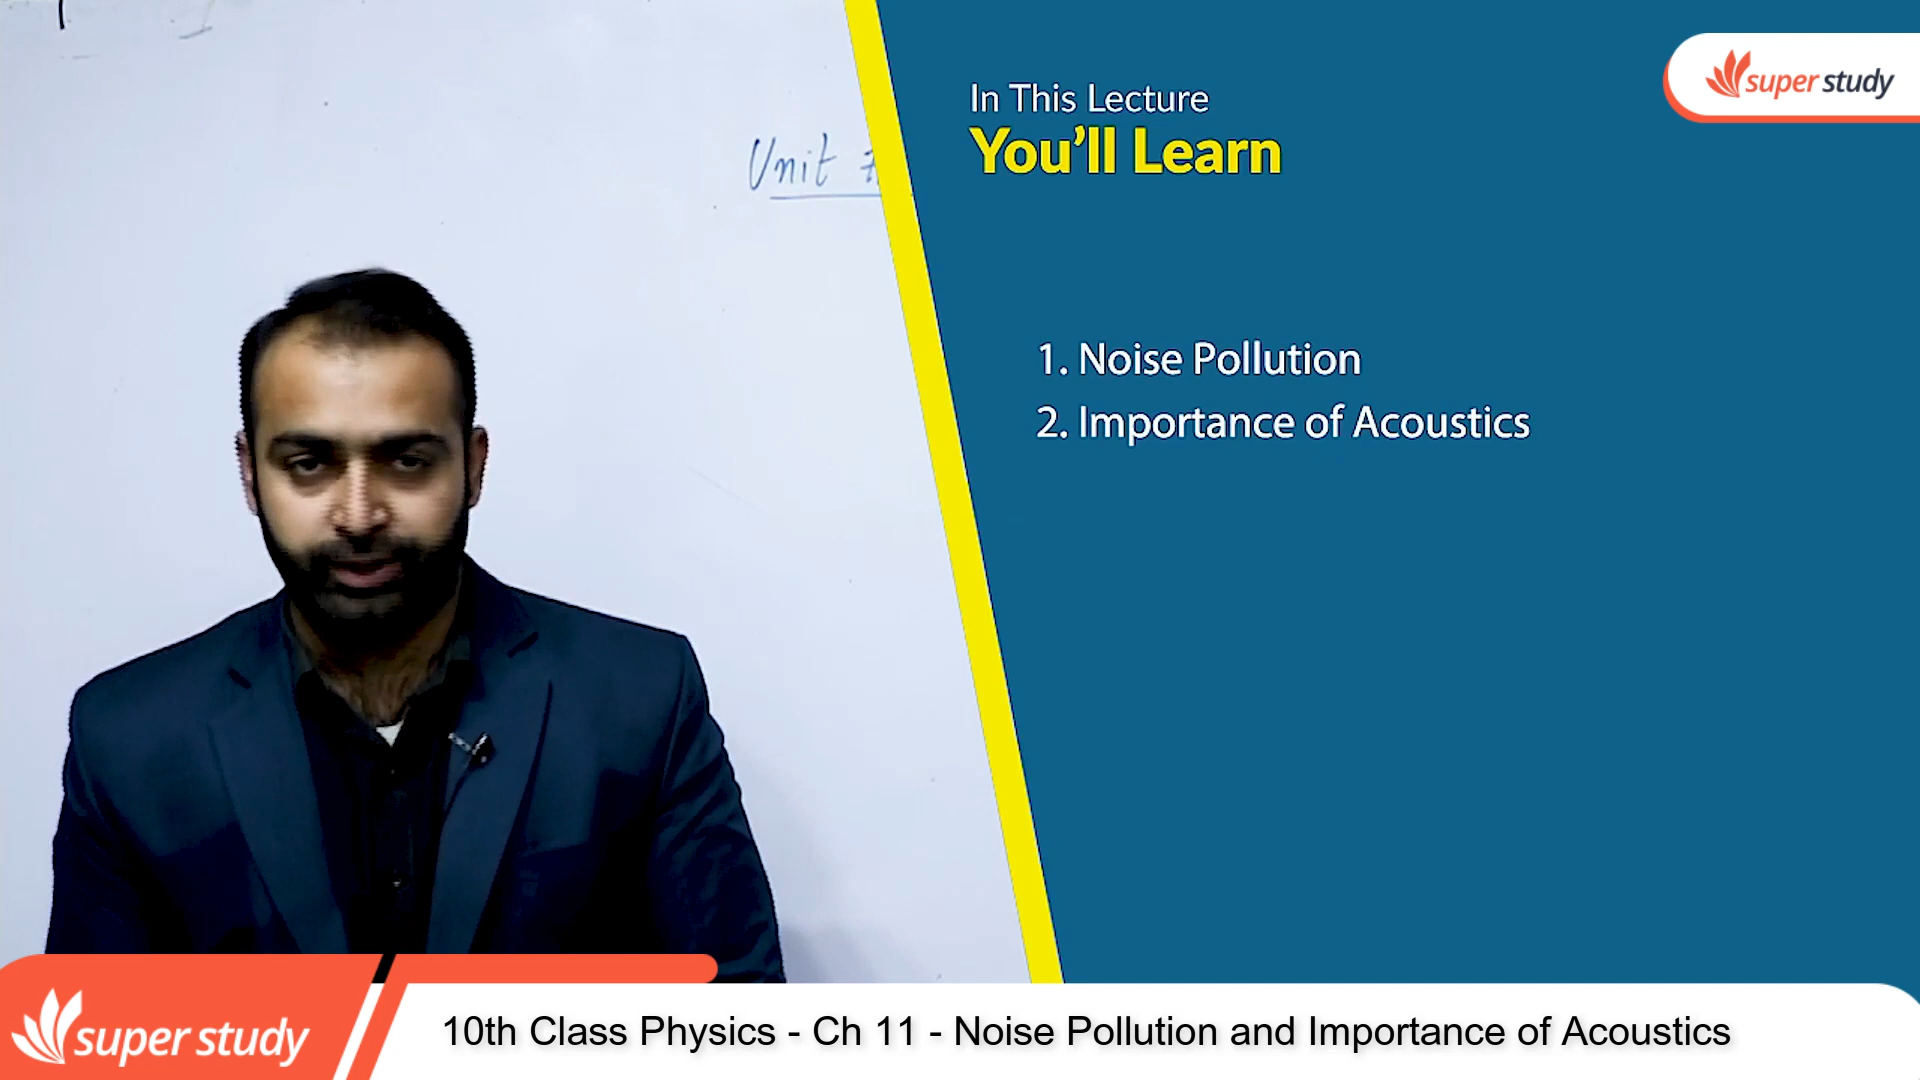 Unit #
In This Lecture
You'll Learn
super study
1. Noise Pollution
2. Importance of Acoustics
super study
10th Class Physics - Ch 11 - Noise Pollution and Importance of Acoustics